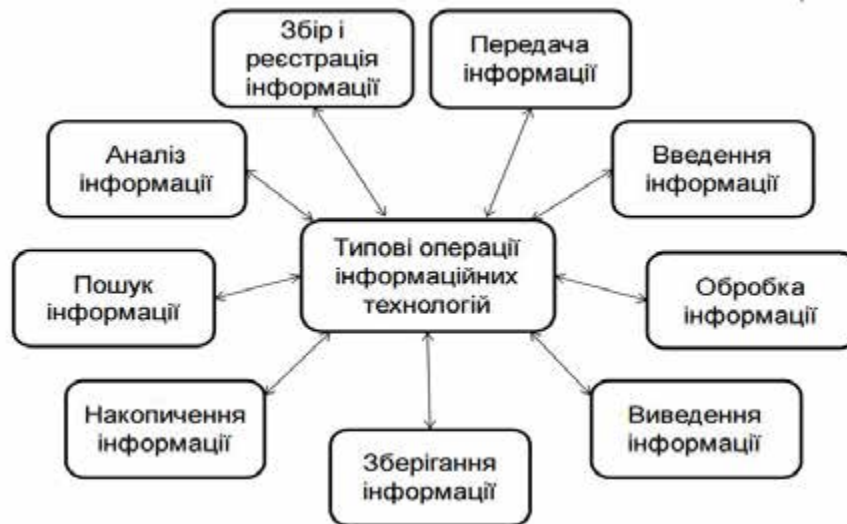 Збір і
реєстрація
інформації
Передача
інформації
Аналіз
інформації
Введення
інформації
Типові операції
інформаційних
технологій
Пошук
інформації
Обробка
інформації
Накопичення
інформації
Виведення
інформації
Зберігання
інформації